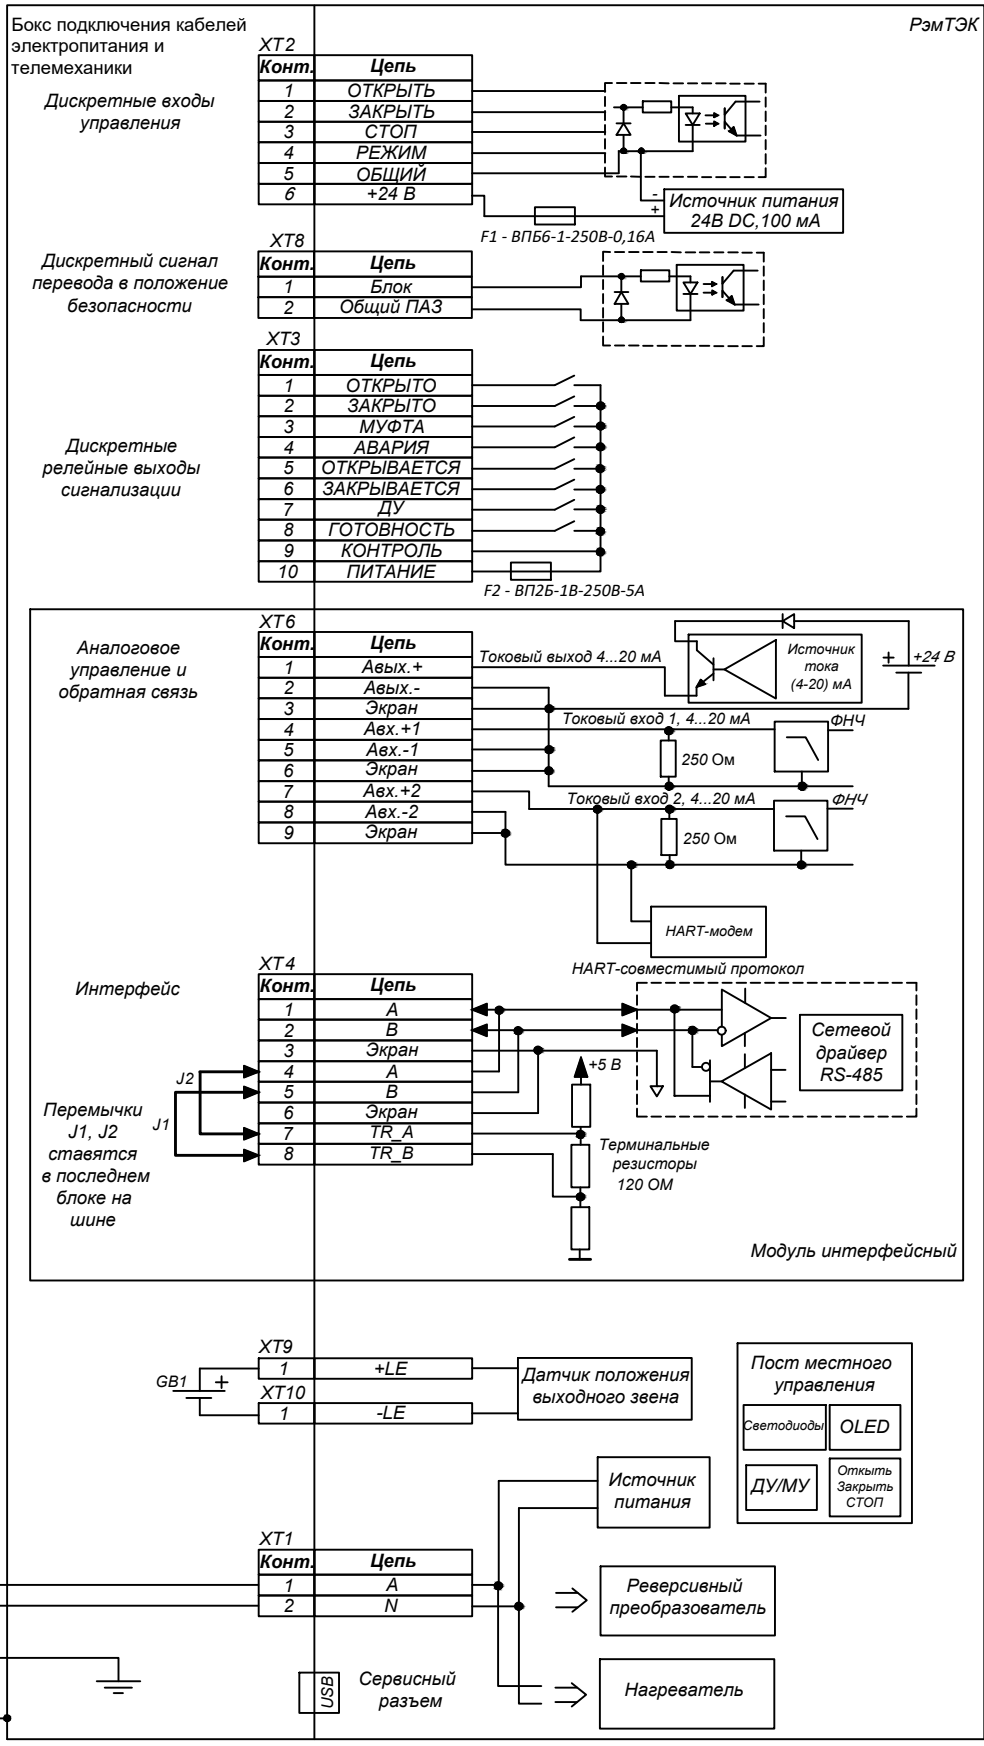 Бокс подключения кабелей
электропитания и
телемеханики
РэмТЭК
Дискретные входы
управления
XT2
Конт. Цепь
1 ОТКРЫТЬ
2 ЗАКРЫТЬ
3 СТОП
4 РЕЖИМ
5 ОБЩИЙ
6 +24 В
-
+
Источник питания
24В DC,100 мА
F1 - ВПБ6-1-250В-0,16А
Дискретный сигнал
перевода в положение
безопасности
XT8
Конт. Цепь
1 Блок
2 Общий ПАЗ
Дискретные
релейные выходы
сигнализации
XT3
Конт. Цепь
1 ОТКРЫТО
2 ЗАКРЫТО
3 МУФТА
4 АВАРИЯ
5 ОТКРЫВАЕТСЯ
6 ЗАКРЫВАЕТСЯ
7 ДУ
8 ГОТОВНОСТЬ
9 КОНТРОЛЬ
10 ПИТАНИЕ
F2 - ВП2Б-1В-250В-5А
Аналоговое
управление и
обратная связь
XT6
Конт. Цепь
1 Авых.+
2 Авых.-
3 Экран
4 Авх.+1
5 Авх.-1
6 Экран
7 Авх.+2
8 Авх.-2
9 Экран
Токовый выход 4...20 мА
Источник
тока
(4-20) мА
+
+24 В
Токовый вход 1, 4...20 мА
ФНЧ
250 Ом
Токовый вход 2, 4...20 мА
ФНЧ
250 Ом
HART-модем
HART-совместимый протокол
Интерфейс
XT4
Конт. Цепь
1 A
2 B
3 Экран
4 A
5 B
6 Экран
7 TR_A
8 TR_B
J2
J1
Перемычки
J1, J2
ставятся
в последнем
блоке на
шине
+5 В
Сетевой
драйвер
RS-485
Терминальные
резисторы
120 ОМ
Модуль интерфейсный
XT9
1 +LE
XT10
1 -LE
GB1
+
Датчик положения
выходного звена
Пост местного
управления
Светодиоды
OLED
ДУ/МУ
Откыть
Закрыть
СТОП
Источник
питания
XT1
Конт. Цепь
1 A
2 N
Реверсивный
преобразователь
Нагреватель
USB
Сервисный
разъем